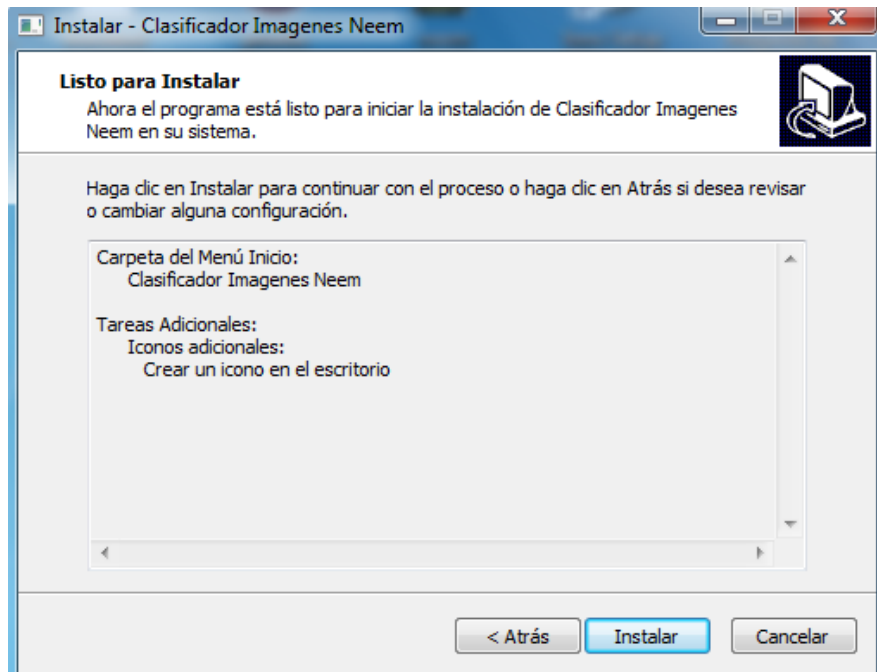 Instalar - Clasificador Imagenes Neem
Listo para Instalar
Ahora el programa está listo para iniciar la instalación de Clasificador Imagenes
Neem en su sistema.
Haga clic en Instalar para continuar con el proceso o haga clic en Atrás si desea revisar
o cambiar alguna configuración.
Carpeta del Menú Inicio:
Clasificador Imagenes Neem
Tareas Adicionales:
Iconos adicionales:
Crear un icono en el escritorio
< Atrás
Instalar
Cancelar